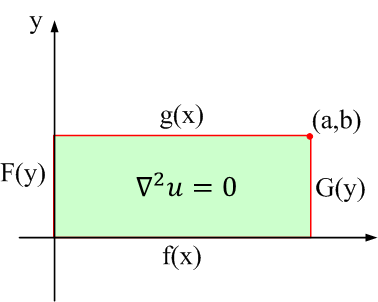 y
g(x)
(a,b)
F(y)
∇²u = 0
G(y)
f(x)